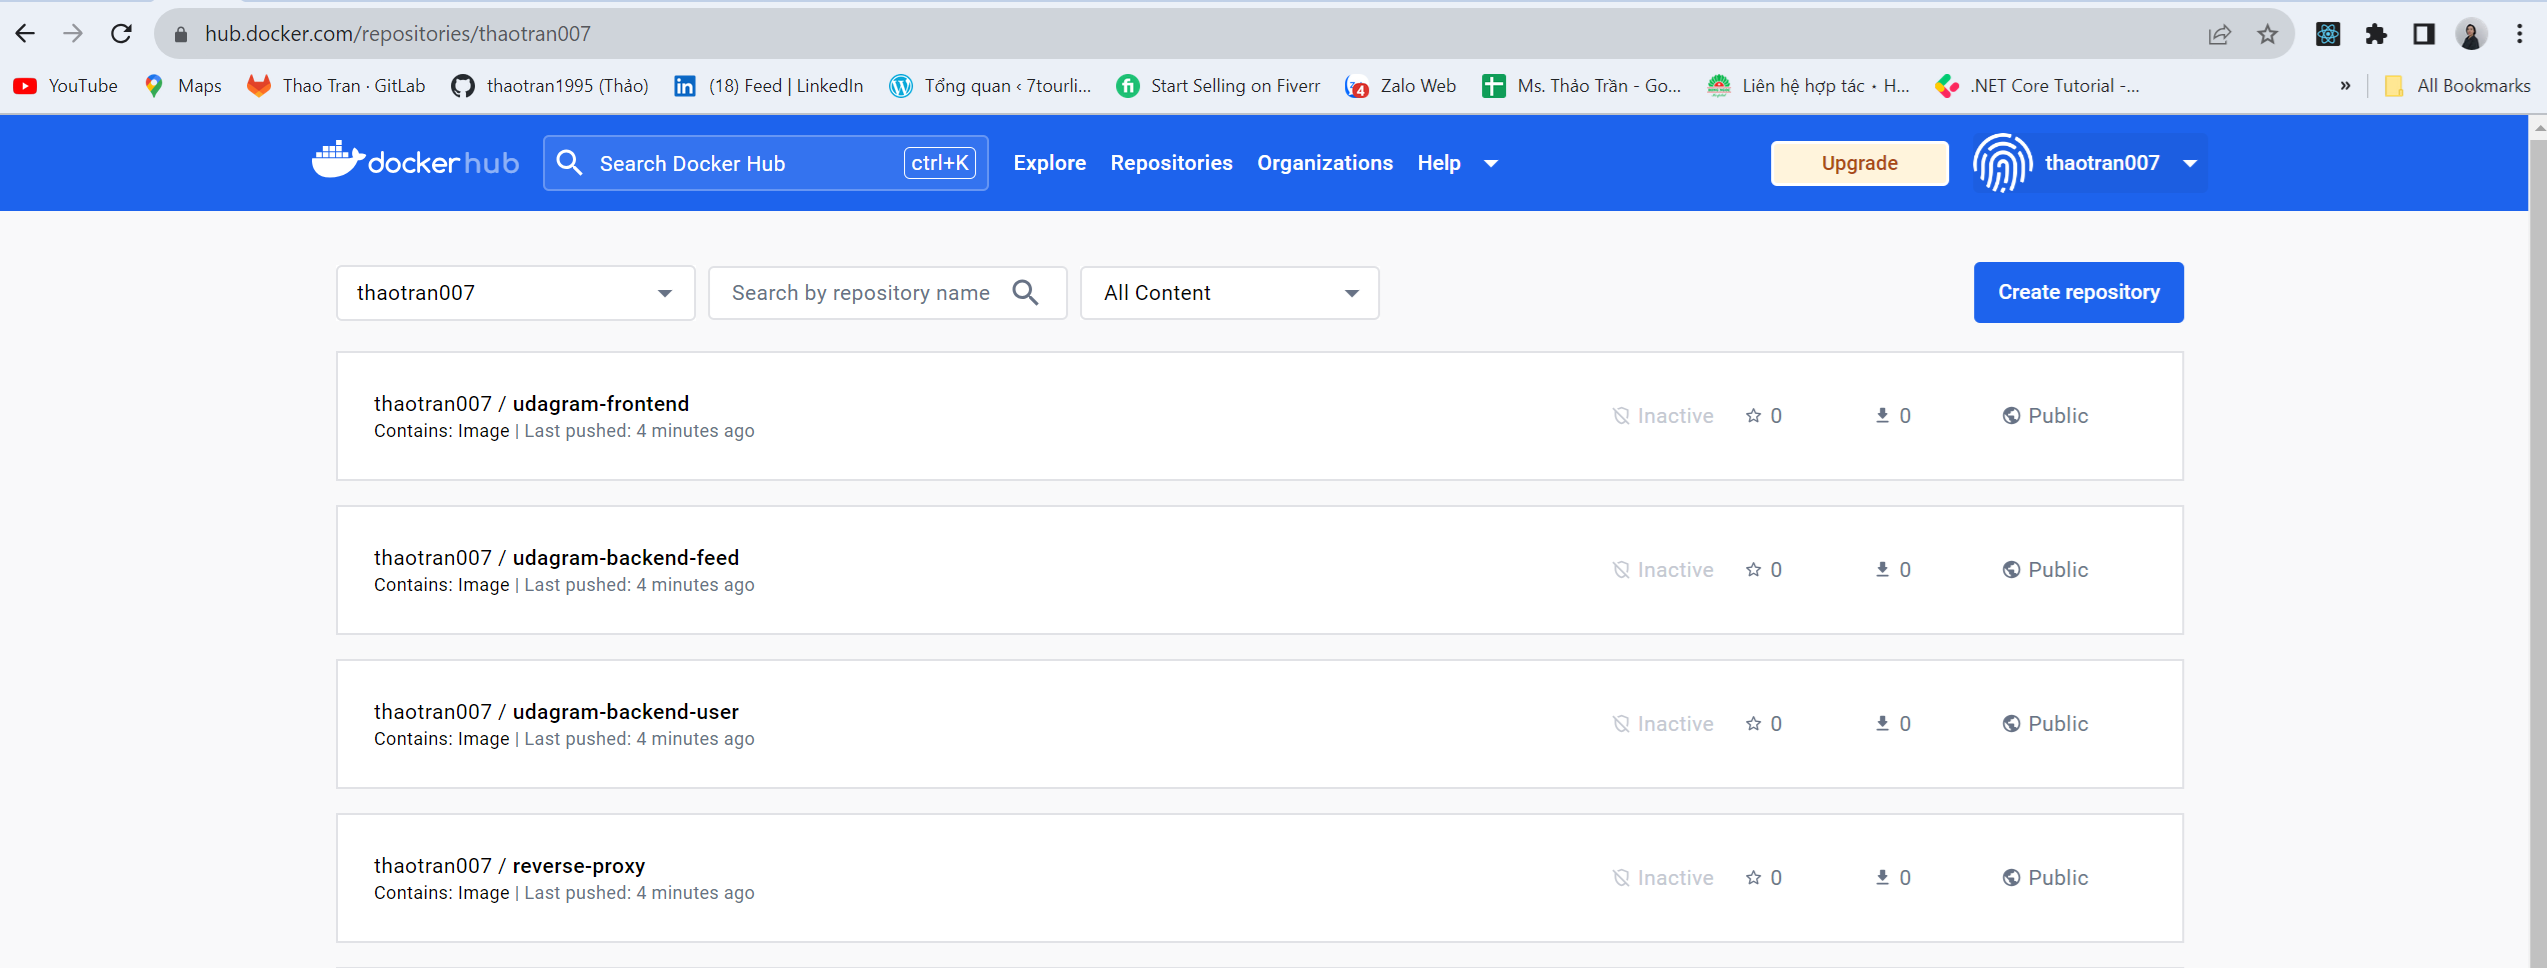 hub.docker.com/repositories/thaotran007
YouTube Maps Thao Tran · GitLab thaotran1995 (Thảo) (18) Feed | LinkedIn Tổng quan ‹ 7tourli... Start Selling on Fiverr Zalo Web Ms. Thảo Trần - Go... Liên hệ hợp tác • H... .NET Core Tutorial -... » All Bookmarks
docker hub Search Docker Hub ctrl+K Explore Repositories Organizations Help Upgrade thaotran007
thaotran007 Search by repository name All Content Create repository
thaotran007 / udagram-frontend
Contains: Image | Last pushed: 4 minutes ago
Inactive 0 0 Public
thaotran007 / udagram-backend-feed
Contains: Image | Last pushed: 4 minutes ago
Inactive 0 0 Public
thaotran007 / udagram-backend-user
Contains: Image | Last pushed: 4 minutes ago
Inactive 0 0 Public
thaotran007 / reverse-proxy
Contains: Image | Last pushed: 4 minutes ago
Inactive 0 0 Public